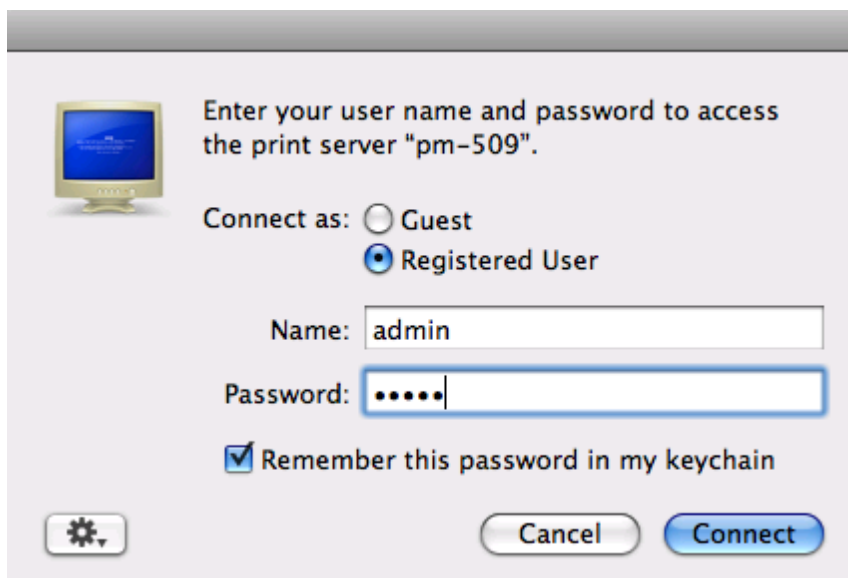 Enter your user name and password to access
the print server "pm-509".
Connect as: Guest
Registered User
Name: admin
Password: •••••
Remember this password in my keychain
Cancel Connect